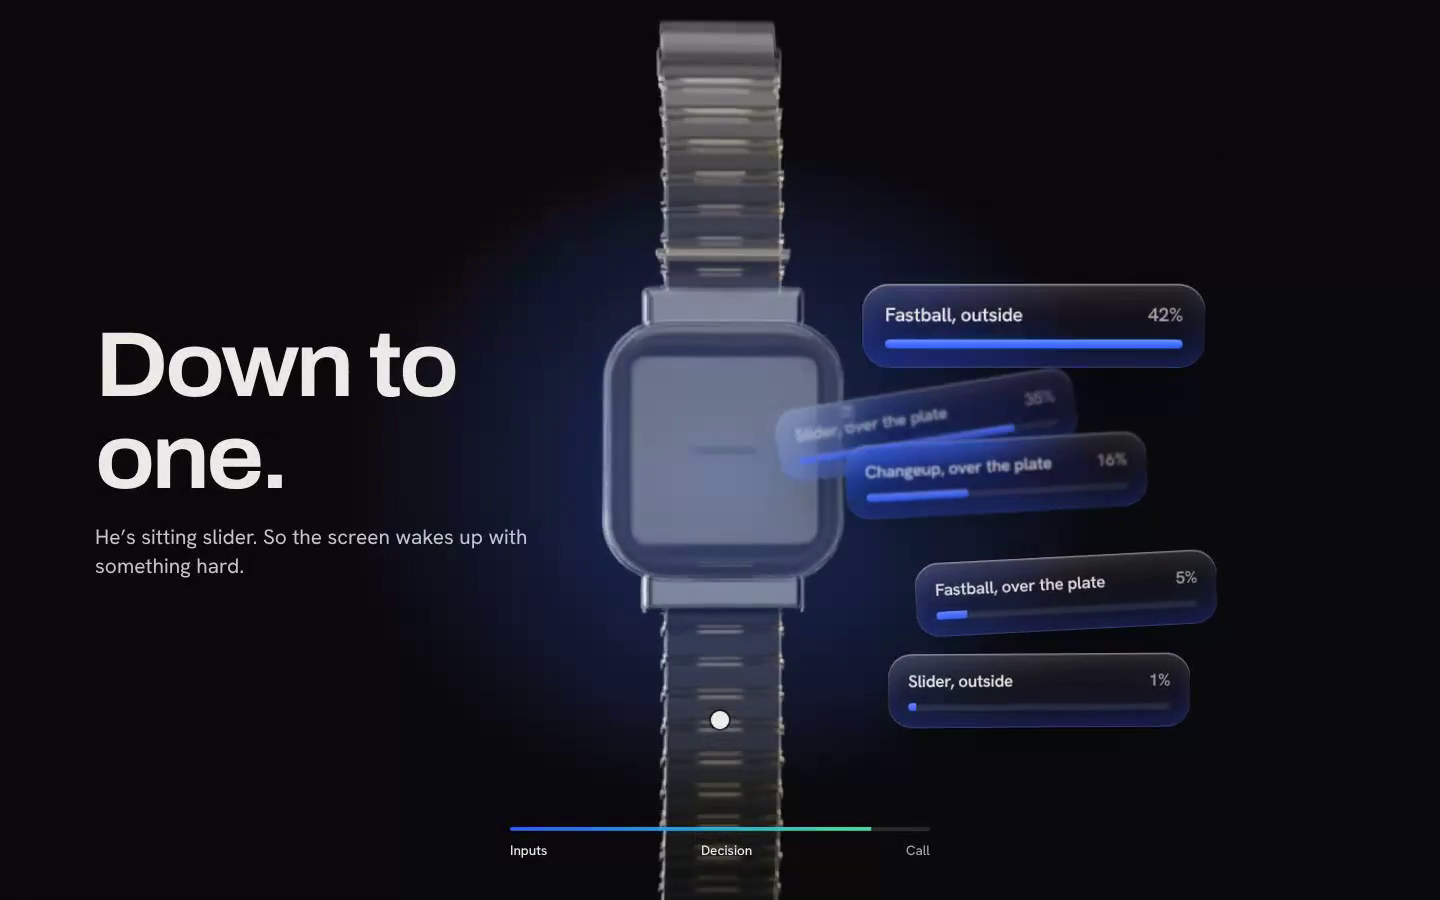 Down to
one.
He’s sitting slider. So the screen wakes up with
something hard.
Fastball, outside 42%
Slider, over the plate 35%
Changeup, over the plate 16%
Fastball, over the plate 5%
Slider, outside 1%
Inputs Decision Call